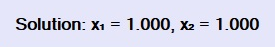 Solution: x₁ = 1.000, x₂ = 1.000